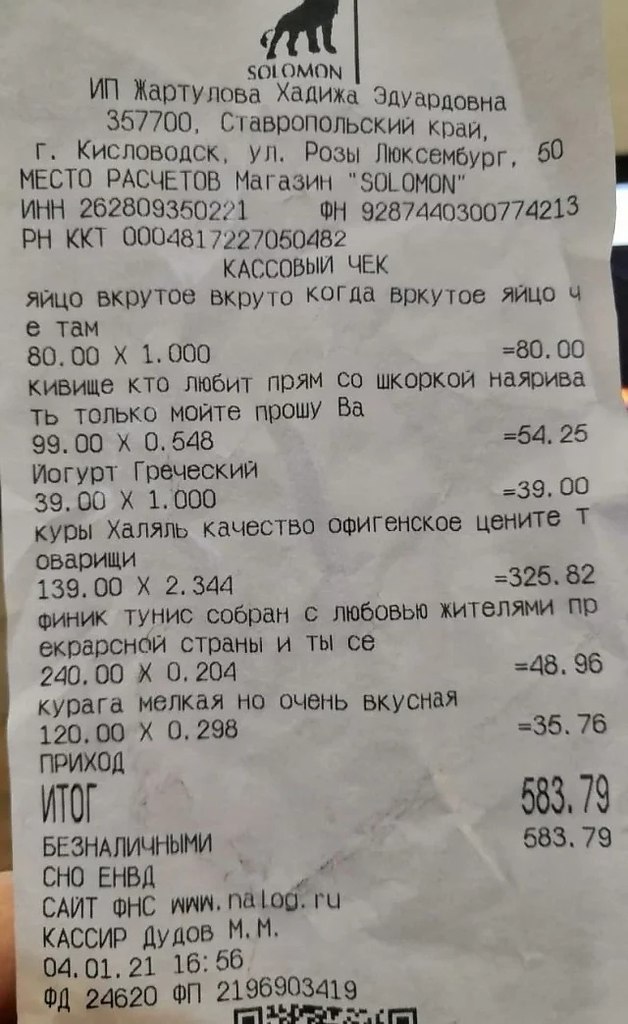 SOLOMON
ИП Жартулова Хадижа Эдуардовна
357700, Ставропольский край,
г. Кисловодск, ул. Розы Люксембург, 50
МЕСТО РАСЧЕТОВ Магазин "SOLOMON"
ИНН 262809350221 ФН 9287440300774213
РН ККТ 0004817227050482
КАССОВЫЙ ЧЕК
яйцо вкрутое вкруто когда вркутое яйцо ч
е там
80.00 X 1.000 =80.00
кивище кто любит прям со шкоркой наярива
ть только мойте прошу Ва
99.00 X 0.548 =54.25
Йогурт Греческий
39.00 X 1.000 =39.00
куры Халяль качество офигенское цените т
оварищи
139.00 X 2.344 =325.82
финик тунис собран с любовью жителями пр
екрарсной страны и ты се
240.00 X 0.204 =48.96
курага мелкая но очень вкусная
120.00 X 0.298 =35.76
ПРИХОД
ИТОГ 583.79
БЕЗНАЛИЧНЫМИ 583.79
СНО ЕНВД
САЙТ ФНС www.nalog.ru
КАССИР Дудов М.М.
04.01.21 16:56
ФД 24620 ФП 2196903419